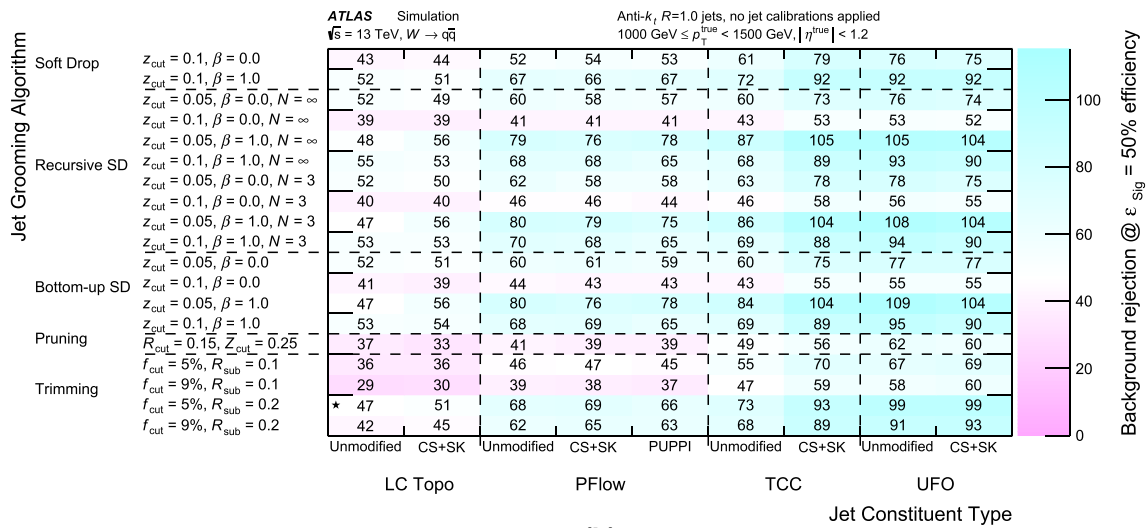 ATLAS Simulation
√s = 13 TeV, W → qq̄
Anti-kt R=1.0 jets, no jet calibrations applied
1000 GeV ≤ pT^true < 1500 GeV, |η^true| < 1.2
Jet Grooming Algorithm
Soft Drop
zcut = 0.1, β = 0.0 43 44 52 54 53 61 79 76 75
zcut = 0.1, β = 1.0 52 51 67 66 67 72 92 92 92
Recursive SD
zcut = 0.05, β = 0.0, N = ∞ 52 49 60 58 57 60 73 76 74
zcut = 0.1, β = 0.0, N = ∞ 39 39 41 41 41 43 53 53 52
zcut = 0.05, β = 1.0, N = ∞ 48 56 79 76 78 87 105 105 104
zcut = 0.1, β = 1.0, N = ∞ 55 53 68 68 65 68 89 93 90
zcut = 0.05, β = 0.0, N = 3 52 50 62 58 58 63 78 78 75
zcut = 0.1, β = 0.0, N = 3 40 40 46 46 44 46 58 56 55
zcut = 0.05, β = 1.0, N = 3 47 56 80 79 75 86 104 108 104
zcut = 0.1, β = 1.0, N = 3 53 53 70 68 65 69 88 94 90
Bottom-up SD
zcut = 0.05, β = 0.0 52 51 60 61 59 60 75 77 77
zcut = 0.1, β = 0.0 41 39 44 43 43 43 55 55 55
zcut = 0.05, β = 1.0 47 56 80 76 78 84 104 109 104
zcut = 0.1, β = 1.0 53 54 68 69 65 69 89 95 90
Pruning
Rcut = 0.15, Zcut = 0.25 37 33 41 39 39 49 56 62 60
Trimming
fcut = 5%, Rsub = 0.1 36 36 46 47 45 55 70 67 69
fcut = 9%, Rsub = 0.1 29 30 39 38 37 47 59 58 60
fcut = 5%, Rsub = 0.2 ★ 47 51 68 69 66 73 93 99 99
fcut = 9%, Rsub = 0.2 42 45 62 65 63 68 89 91 93
Unmodified CS+SK Unmodified CS+SK PUPPI Unmodified CS+SK Unmodified CS+SK
LC Topo PFlow TCC UFO
Jet Constituent Type
100
80
60
40
20
0
Background rejection @ ε Sig = 50% efficiency